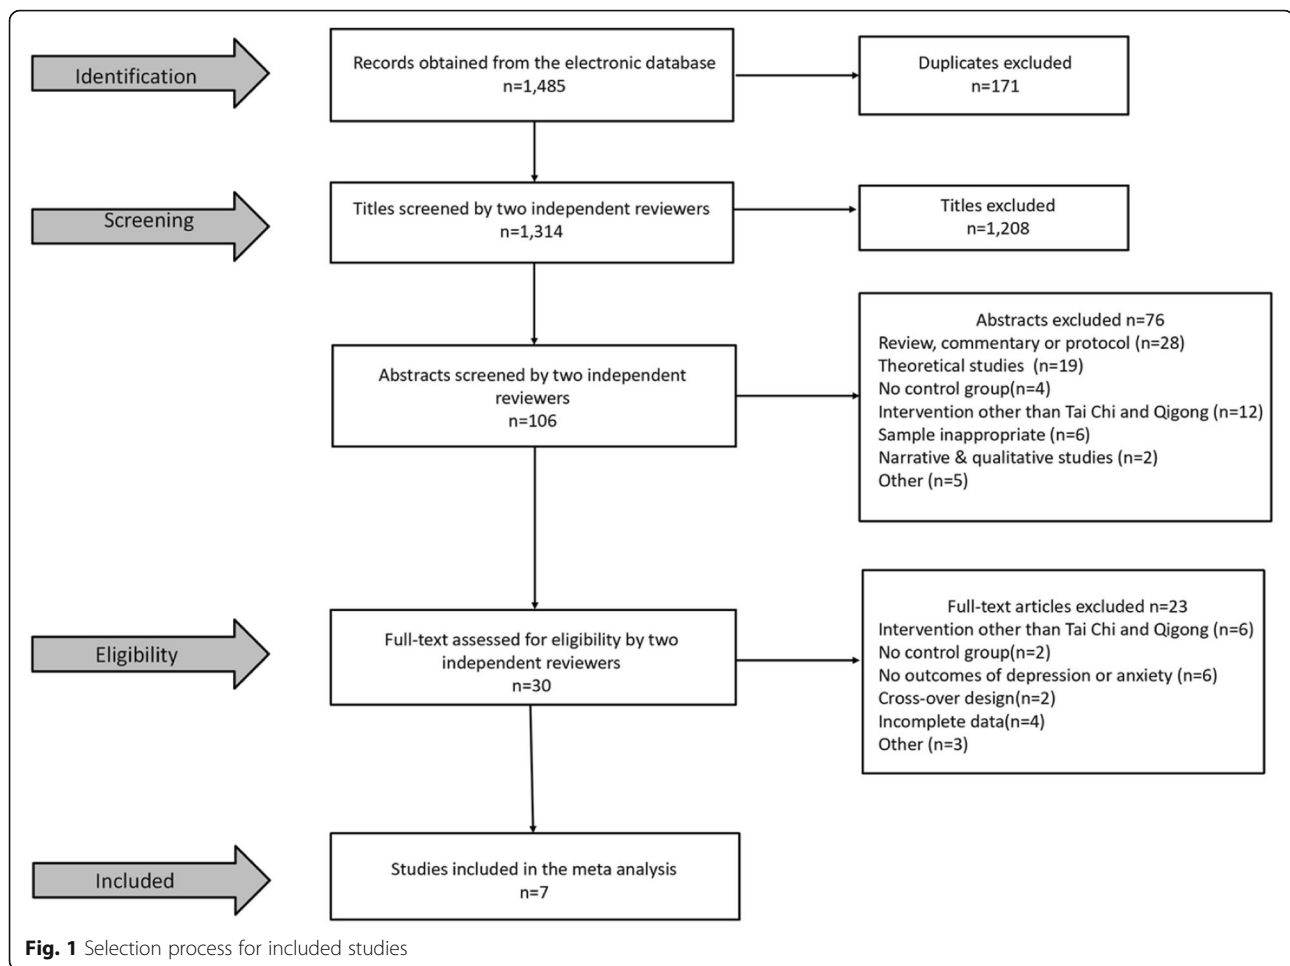 Identification
Records obtained from the electronic database
n=1,485
Duplicates excluded
n=171
Screening
Titles screened by two independent reviewers
n=1,314
Titles excluded
n=1,208
Abstracts screened by two independent
reviewers
n=106
Abstracts excluded n=76
Review, commentary or protocol (n=28)
Theoretical studies  (n=19)
No control group(n=4)
Intervention other than Tai Chi and Qigong (n=12)
Sample inappropriate (n=6)
Narrative & qualitative studies (n=2)
Other (n=5)
Eligibility
Full-text assessed for eligibility by two
independent reviewers
n=30
Full-text articles excluded n=23
Intervention other than Tai Chi and Qigong (n=6)
No control group(n=2)
No outcomes of depression or anxiety (n=6)
Cross-over design(n=2)
Incomplete data(n=4)
Other (n=3)
Included
Studies included in the meta analysis
n=7
Fig. 1 Selection process for included studies